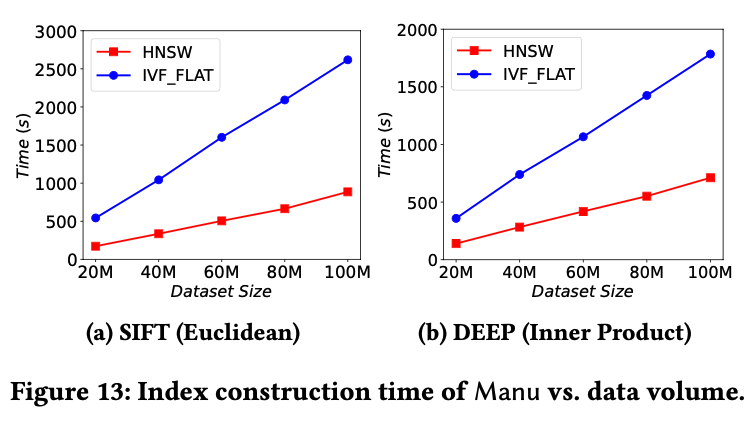 3000
2500
2000
1500
1000
500
0
Time (s)
HNSW
IVF_FLAT
20M 40M 60M 80M 100M
Dataset Size
(a) SIFT (Euclidean)
2000
1500
1000
500
0
Time (s)
HNSW
IVF_FLAT
20M 40M 60M 80M 100M
Dataset Size
(b) DEEP (Inner Product)
Figure 13: Index construction time of Manu vs. data volume.